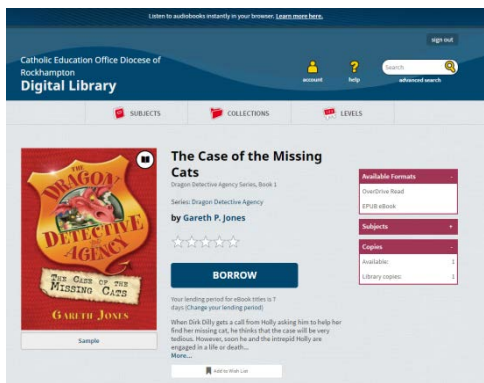 Listen to audiobooks instantly in your browser. Learn more here.
sign out
Catholic Education Office Diocese of
Rockhampton
Digital Library
account
help
Search
advanced search
SUBJECTS
COLLECTIONS
LEVELS
THE
DRAGON
DETECTIVE
AGENCY
THE CASE OF THE
MISSING CATS
GARETH JONES
Sample
The Case of the Missing
Cats
Dragon Detective Agency Series, Book 1
Series: Dragon Detective Agency
by Gareth P. Jones
BORROW
Your lending period for eBook titles is 7
days (Change your lending period)
When Dirk Dilly gets a call from Holly asking him to help her
find her missing cat, he thinks that the case will be very
tedious. However, soon he and the intrepid Holly are
engaged in a life or death...
More...
Add to Wish List
Available Formats -
OverDrive Read
EPUB eBook
Subjects +
Copies -
Available: 1
Library copies: 1